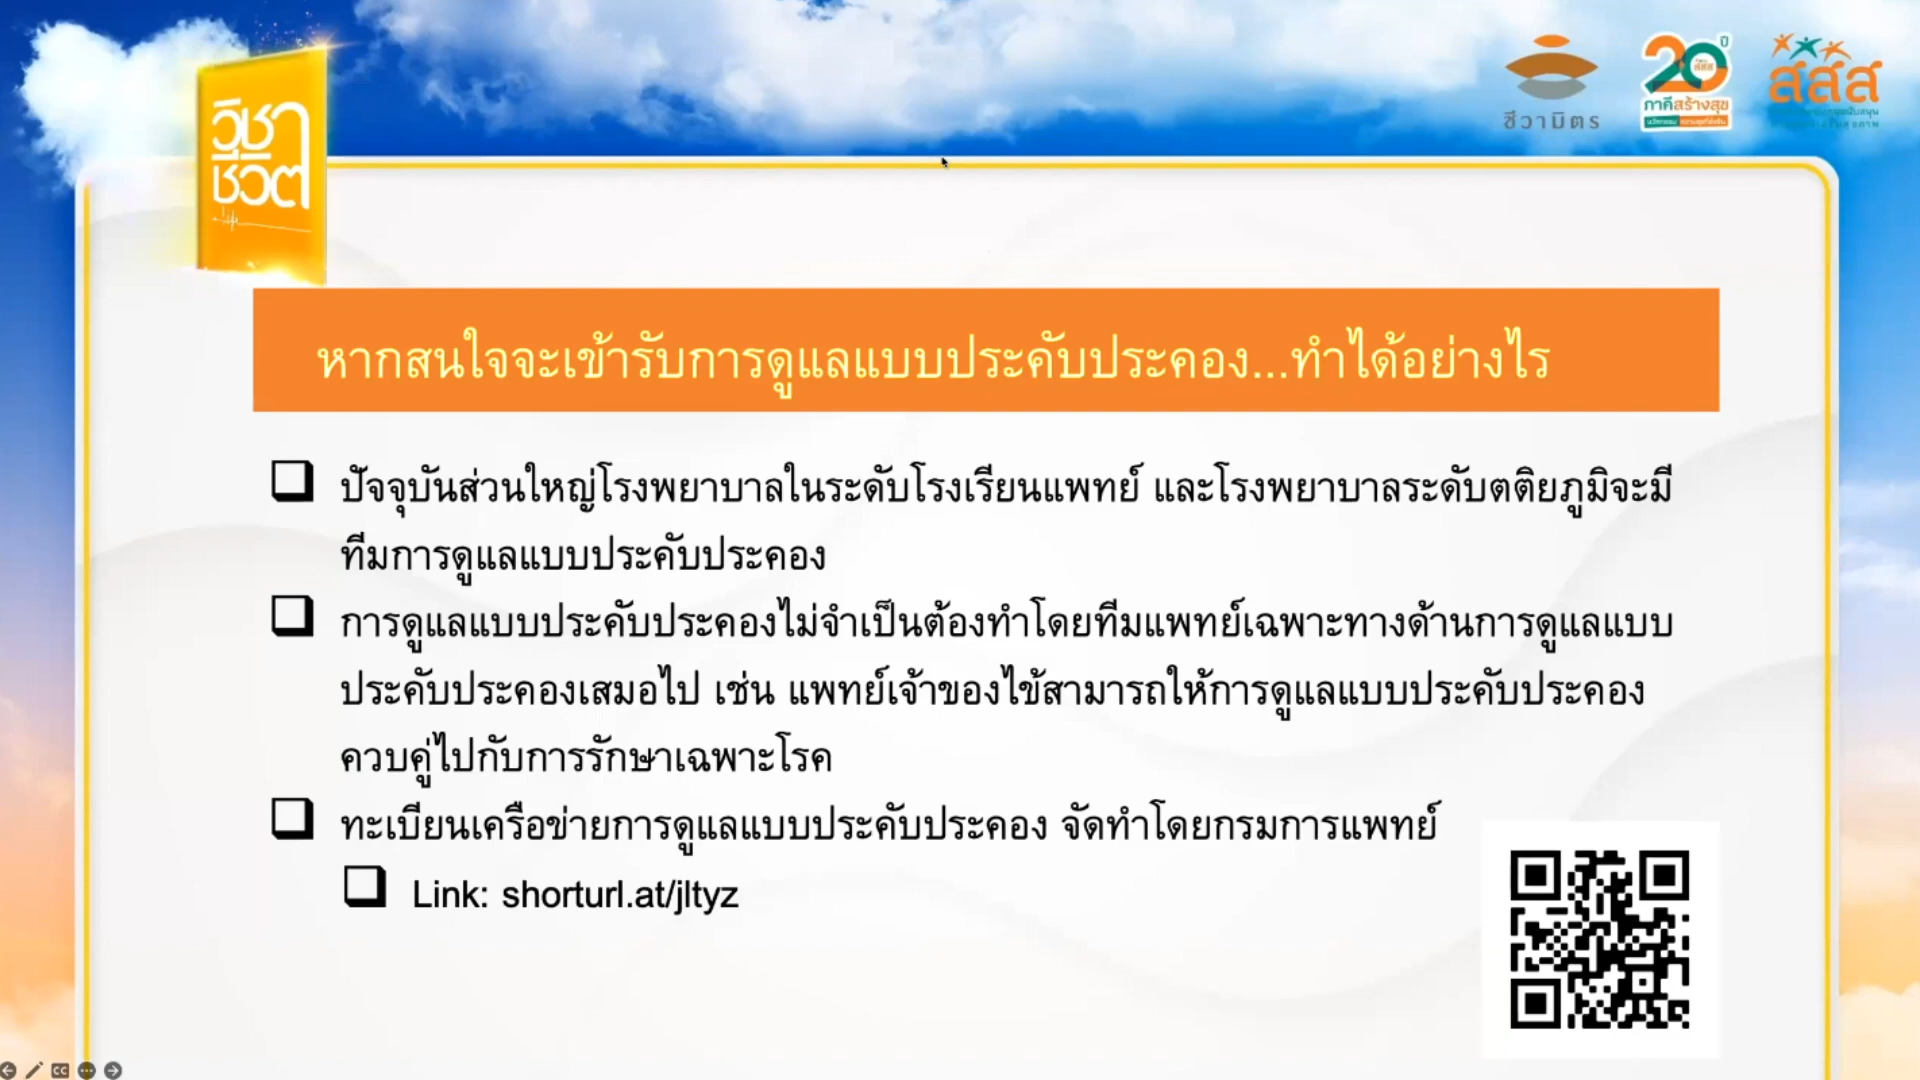 วิชา
ชีวิต
Life
ชีวามิตร
20 ปี
สสส
ภาคีสร้างสุข
สสส
หากสนใจจะเข้ารับการดูแลแบบประคับประคอง...ทำได้อย่างไร
ปัจจุบันส่วนใหญ่โรงพยาบาลในระดับโรงเรียนแพทย์ และโรงพยาบาลระดับตติยภูมิจะมี
ทีมการดูแลแบบประคับประคอง
การดูแลแบบประคับประคองไม่จำเป็นต้องทำโดยทีมแพทย์เฉพาะทางด้านการดูแลแบบ
ประคับประคองเสมอไป เช่น แพทย์เจ้าของไข้สามารถให้การดูแลแบบประคับประคอง
ควบคู่ไปกับการรักษาเฉพาะโรค
ทะเบียนเครือข่ายการดูแลแบบประคับประคอง จัดทำโดยกรมการแพทย์
Link: shorturl.at/jltyz
CC